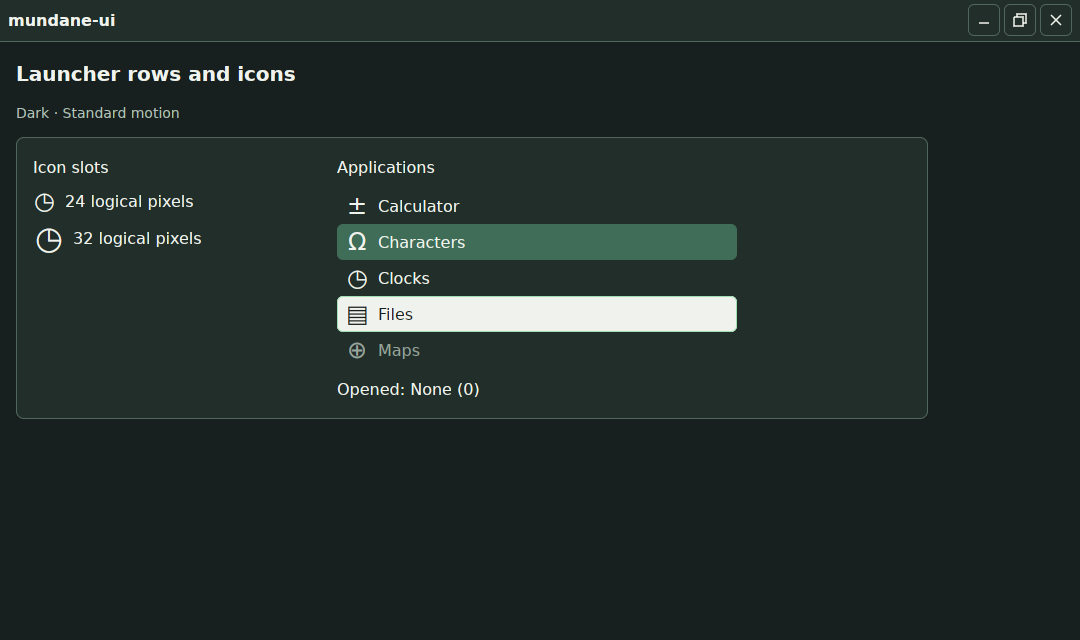 mundane-ui
Launcher rows and icons
Dark · Standard motion
Icon slots
24 logical pixels
32 logical pixels
Applications
± Calculator
Ω Characters
Clocks
Files
Maps
Opened: None (0)